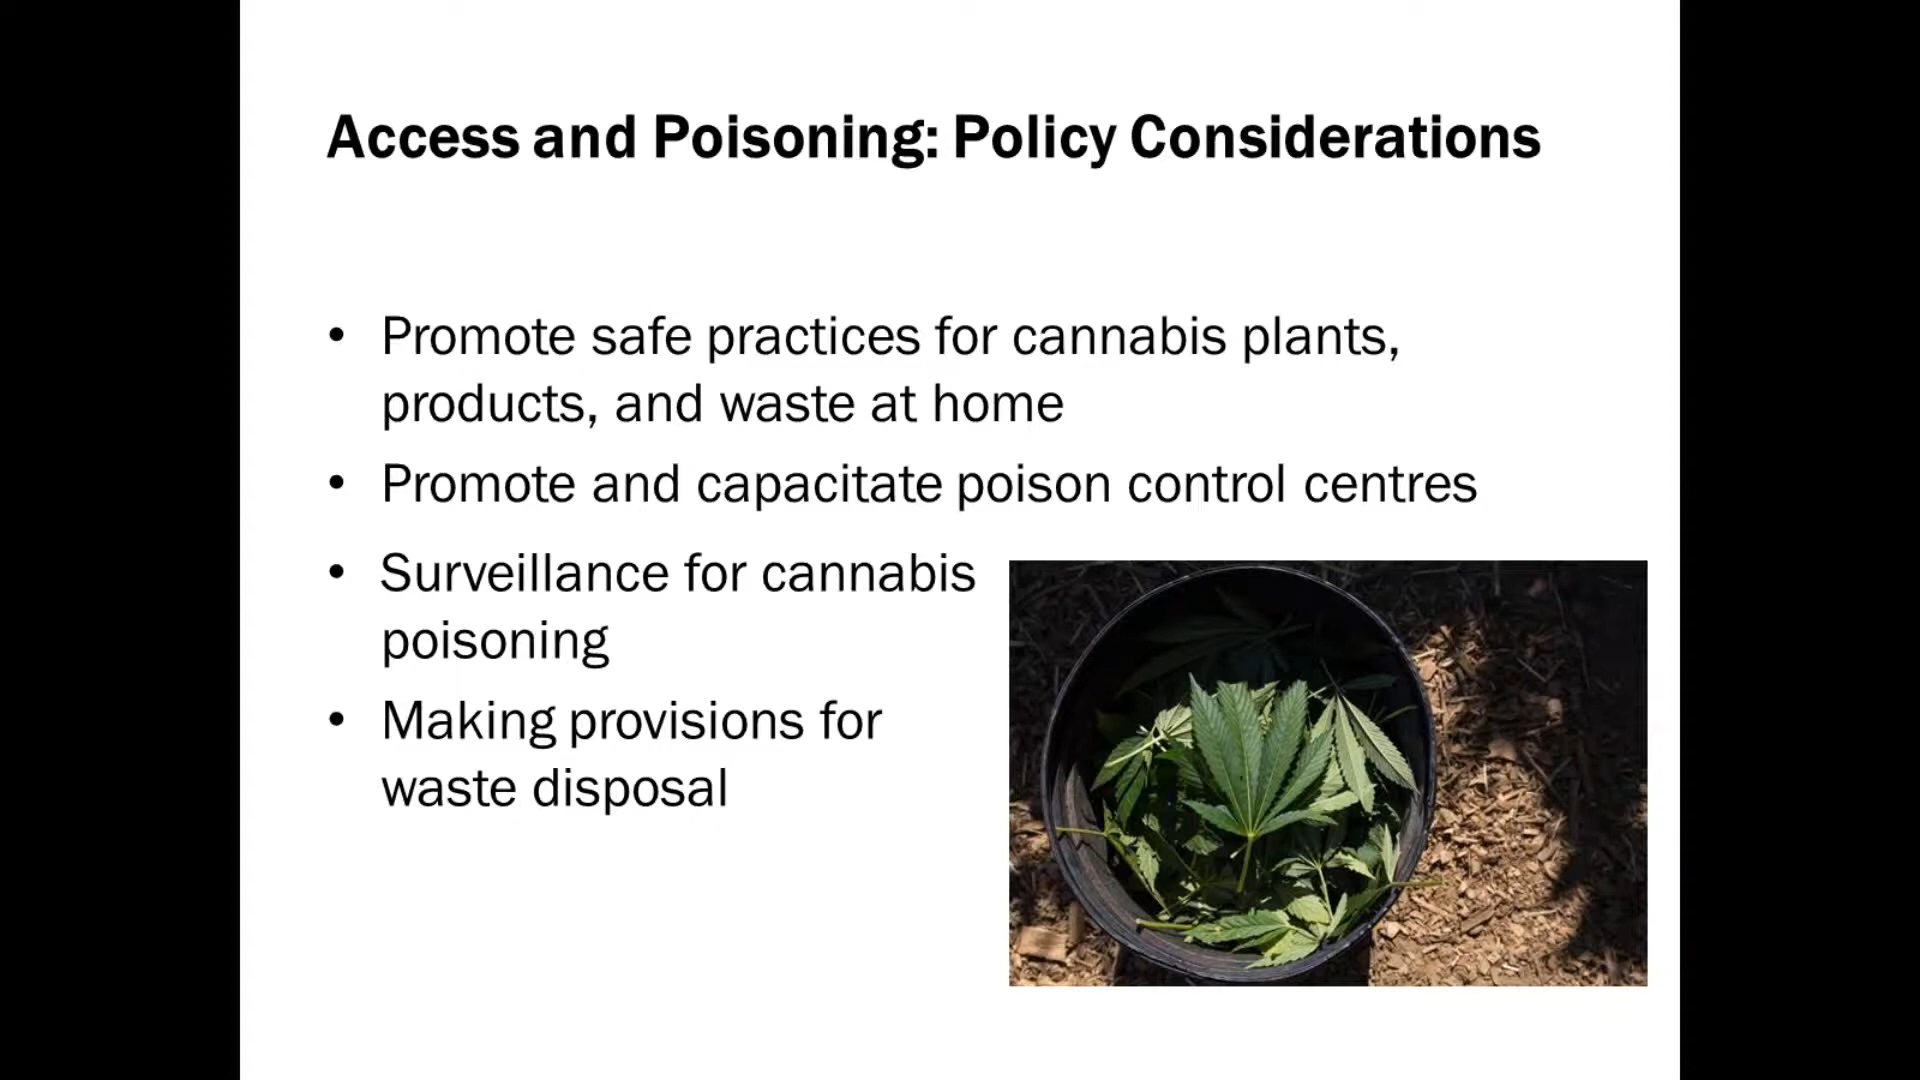 Access and Poisoning: Policy Considerations
• Promote safe practices for cannabis plants,
products, and waste at home
• Promote and capacitate poison control centres
• Surveillance for cannabis
poisoning
• Making provisions for
waste disposal